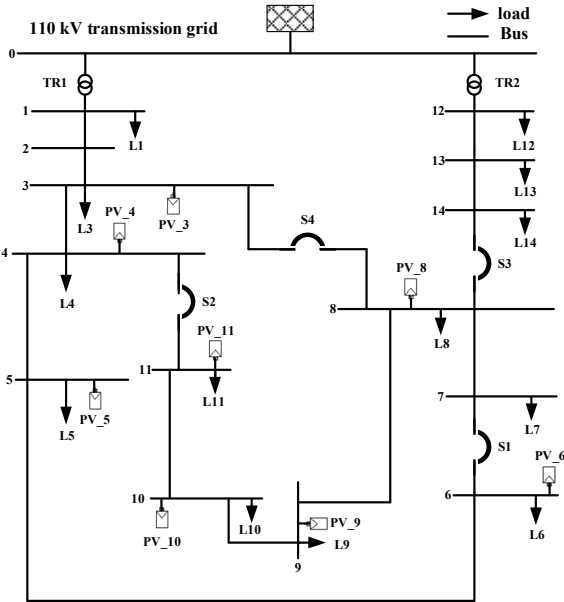 110 kV transmission grid
load
Bus
0
TR1
TR2
1
12
L1
L12
2
13
L13
3
14
PV_4
L3
PV_3
S4
L14
4
PV_8
S3
L4
S2
8
PV_11
L8
11
5
L11
7
L5
PV_5
L7
S1
PV_6
10
6
PV_9
L10
L6
PV_10
L9
9